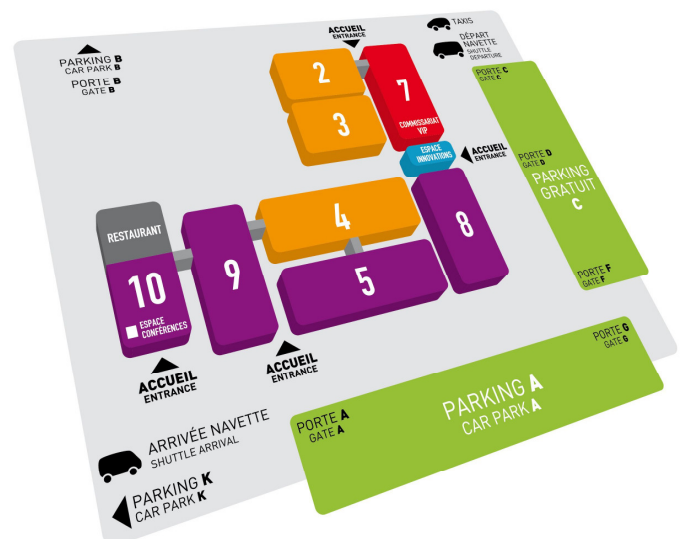 ACCUEIL
ENTRANCE
TAXIS
DÉPART
NAVETTE
SHUTTLE
DEPARTURE
PARKING B
CAR PARK B
PORTE B
GATE B
2
7
COMMISSARIAT
VIP
3
PORTE C
GATE C
ESPACE
INNOVATIONS
ACCUEIL
ENTRANCE
PORTE D
GATE D
PARKING
GRATUIT
C
RESTAURANT
4
8
10
ESPACE
CONFÉRENCES
9
5
PORTE F
GATE F
ACCUEIL
ENTRANCE
ACCUEIL
ENTRANCE
PORTE G
GATE G
PARKING A
CAR PARK A
PORTE A
GATE A
ARRIVÉE NAVETTE
SHUTTLE ARRIVAL
PARKING K
CAR PARK K